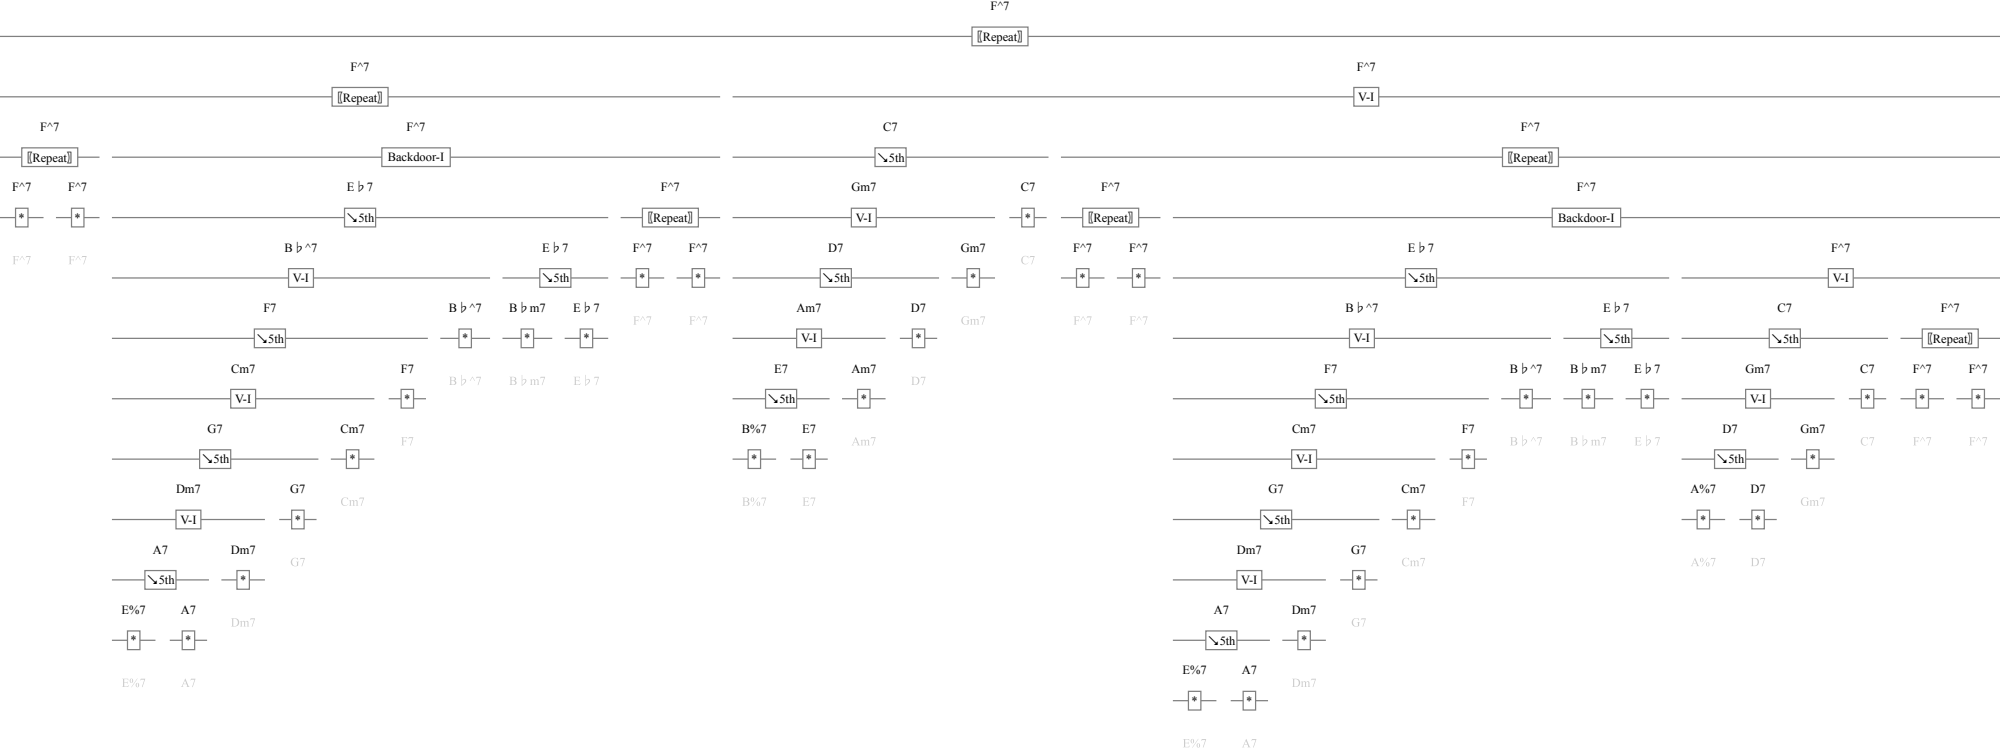 F^7
〚Repeat〛
F^7 F^7
〚Repeat〛 V-I
F^7 F^7 C7 F^7
〚Repeat〛 Backdoor-I ↘5th 〚Repeat〛
F^7 F^7 E♭7 F^7 Gm7 C7 F^7 F^7
* * ↘5th 〚Repeat〛 V-I * 〚Repeat〛 Backdoor-I
B♭^7 E♭7 F^7 F^7 D7 Gm7 F^7 F^7 E♭7 F^7
F^7 F^7 C7
V-I ↘5th * * ↘5th * * * ↘5th V-I
F7 B♭^7 B♭m7 E♭7 Am7 D7 B♭^7 E♭7 C7 F^7
F^7 F^7 Gm7 F^7 F^7
↘5th * * * V-I * V-I ↘5th ↘5th 〚Repeat〛
Cm7 F7 E7 Am7 F7 B♭^7 B♭m7 E♭7 Gm7 C7 F^7 F^7
B♭^7 B♭m7 E♭7 D7
V-I * ↘5th * ↘5th * * * V-I * * *
G7 Cm7 B%7 E7 Cm7 F7 D7 Gm7
F7 Am7 B♭^7 B♭m7 E♭7 C7 F^7 F^7
↘5th * * * V-I * ↘5th *
Dm7 G7 G7 Cm7 A%7 D7
Cm7 B%7 E7 F7 Gm7
V-I * ↘5th * * *
A7 Dm7 Dm7 G7
G7 Cm7 A%7 D7
↘5th * V-I *
E%7 A7 A7 Dm7
Dm7 G7
* * ↘5th *
E%7 A7
E%7 A7 Dm7
* *
E%7 A7